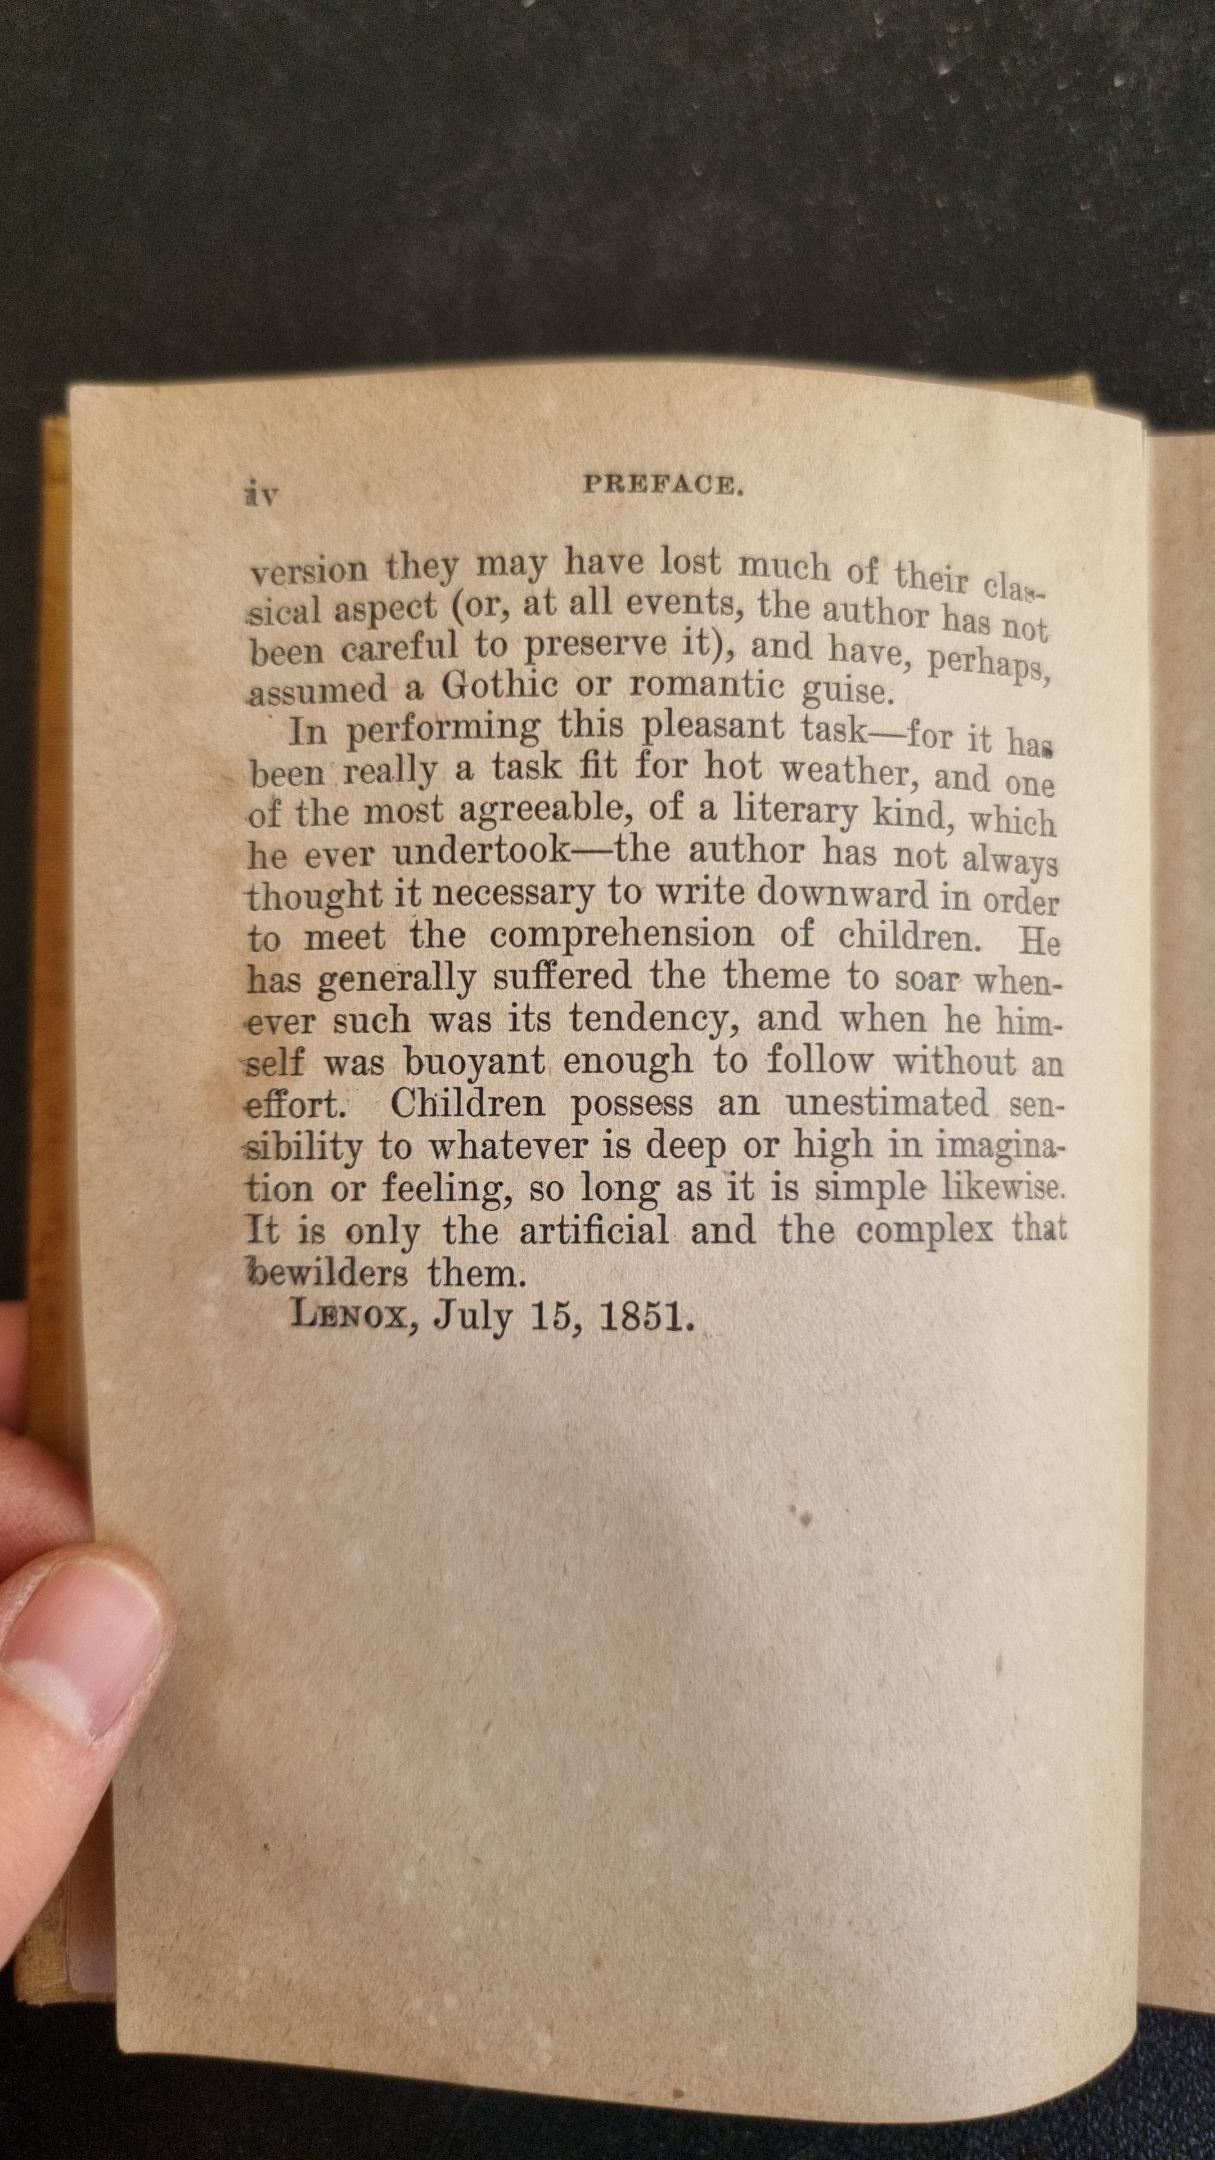 iv PREFACE.
version they may have lost much of their clas-
sical aspect (or, at all events, the author has not
been careful to preserve it), and have, perhaps,
assumed a Gothic or romantic guise.
In performing this pleasant task—for it has
been really a task fit for hot weather, and one
of the most agreeable, of a literary kind, which
he ever undertook—the author has not always
thought it necessary to write downward in order
to meet the comprehension of children. He
has generally suffered the theme to soar when-
ever such was its tendency, and when he him-
self was buoyant enough to follow without an
effort. Children possess an unestimated sen-
sibility to whatever is deep or high in imagina-
tion or feeling, so long as it is simple likewise.
It is only the artificial and the complex that
bewilders them.
LENOX, July 15, 1851.